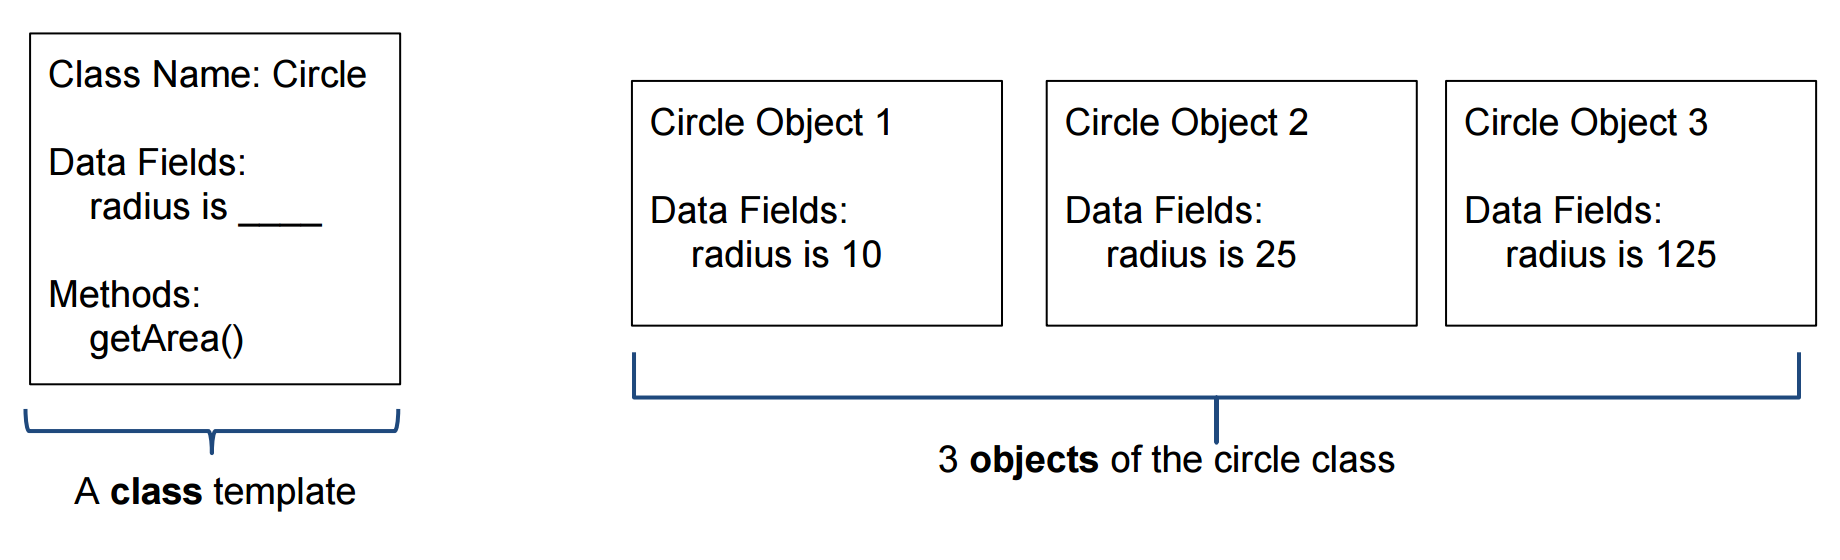 Class Name: Circle
Data Fields:
radius is ____
Methods:
getArea()
A class template
Circle Object 1
Data Fields:
radius is 10
Circle Object 2
Data Fields:
radius is 25
Circle Object 3
Data Fields:
radius is 125
3 objects of the circle class